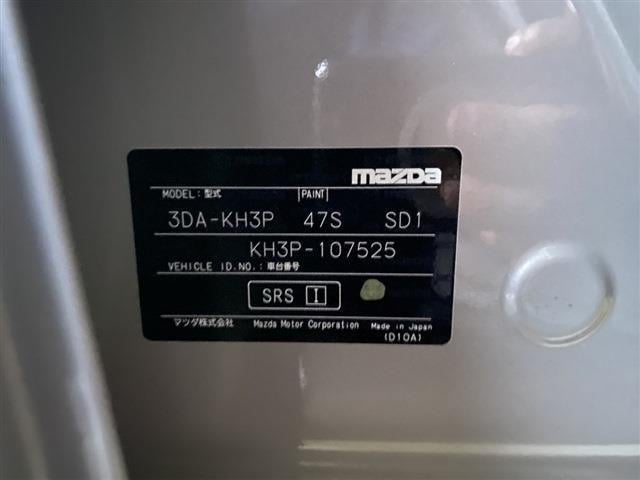 mazda
MODEL:型式 PAINT
3DA-KH3P 47S SD1
KH3P-107525
VEHICLE ID.NO.:車台番号
SRS I
マツダ株式会社 Mazda Motor Corporation Made in Japan
(D10A)